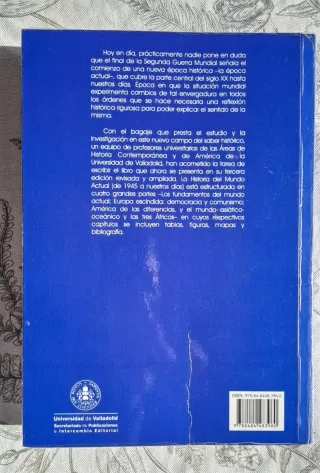 Hoy en día, prácticamente nadie pone en duda
que el final de la Segunda Guerra Mundial señala el
comienzo de una nueva época histórica –la época
actual–, que cubre la parte central del siglo XX hasta
nuestros días. Epoca en que la situación mundial
experimenta cambios de tal envergadura en todos
los órdenes que se hace necesaria una reflexión
histórica rigurosa para poder explicar el sentido de la
misma.
Con el bagaje que presta el estudio y la
investigación en este nuevo campo del saber histórico,
un equipo de profesores universitarios de las Áreas de
Historia Contemporánea y de América de la
Universidad de Valladolid, han acometido la tarea de
escribir el libro que ahora se presenta en su tercera
edición revisada y ampliada. La Historia del Mundo
Actual (de 1945 a nuestros días) está estructurada en
cuatro grandes partes –Los fundamentos del mundo
actual; Europa escindida: democracia y comunismo;
América de las diferencias, y el mundo asiático-
oceánico y las tres Áfricas– en cuyos respectivos
capítulos se incluyen tablas, figuras, mapas y
bibliografía.
Universidad de Valladolid
Secretariado de Publicaciones
e Intercambio Editorial